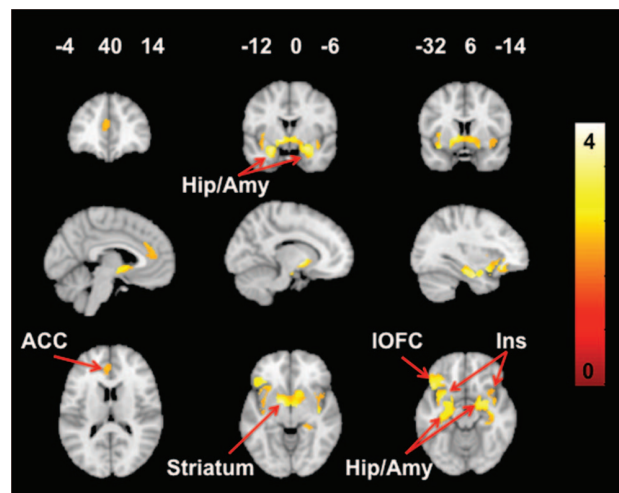 -4 40 14
-12 0 -6
-32 6 -14
4
Hip/Amy
0
ACC
lOFC
Ins
Striatum
Hip/Amy